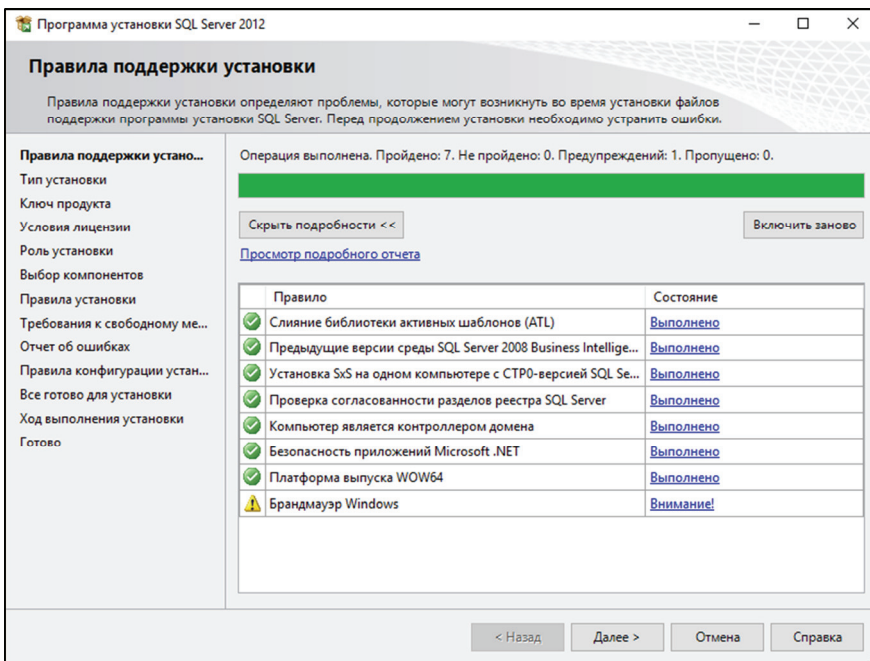 Программа установки SQL Server 2012
Правила поддержки установки
Правила поддержки установки определяют проблемы, которые могут возникнуть во время установки файлов
поддержки программы установки SQL Server. Перед продолжением установки необходимо устранить ошибки.
Правила поддержки устано...
Тип установки
Ключ продукта
Условия лицензии
Роль установки
Выбор компонентов
Правила установки
Требования к свободному ме...
Отчет об ошибках
Правила конфигурации устан...
Все готово для установки
Ход выполнения установки
Готово
Операция выполнена. Пройдено: 7. Не пройдено: 0. Предупреждений: 1. Пропущено: 0.
Скрыть подробности <<
Включить заново
Просмотр подробного отчета
Правило Состояние
Слияние библиотеки активных шаблонов (ATL) Выполнено
Предыдущие версии среды SQL Server 2008 Business Intellige... Выполнено
Установка SxS на одном компьютере с CTP0-версией SQL Se... Выполнено
Проверка согласованности разделов реестра SQL Server Выполнено
Компьютер является контроллером домена Выполнено
Безопасность приложений Microsoft .NET Выполнено
Платформа выпуска WOW64 Выполнено
Брандмауэр Windows Внимание!
< Назад Далее > Отмена Справка